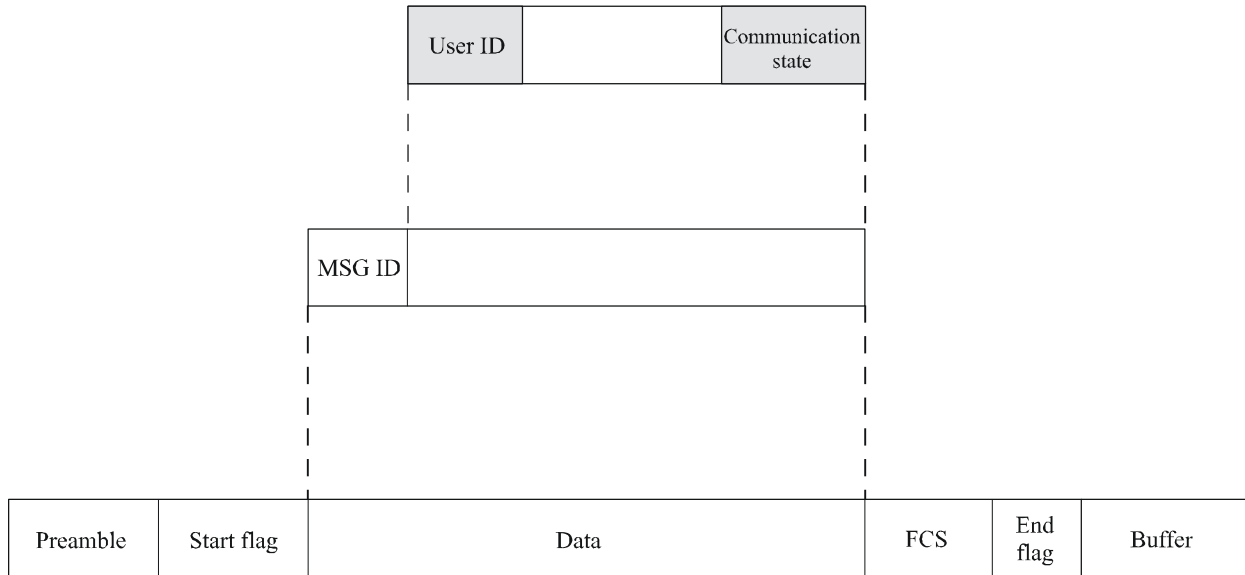 User ID
Communication
state
MSG ID
Preamble
Start flag
Data
FCS
End
flag
Buffer